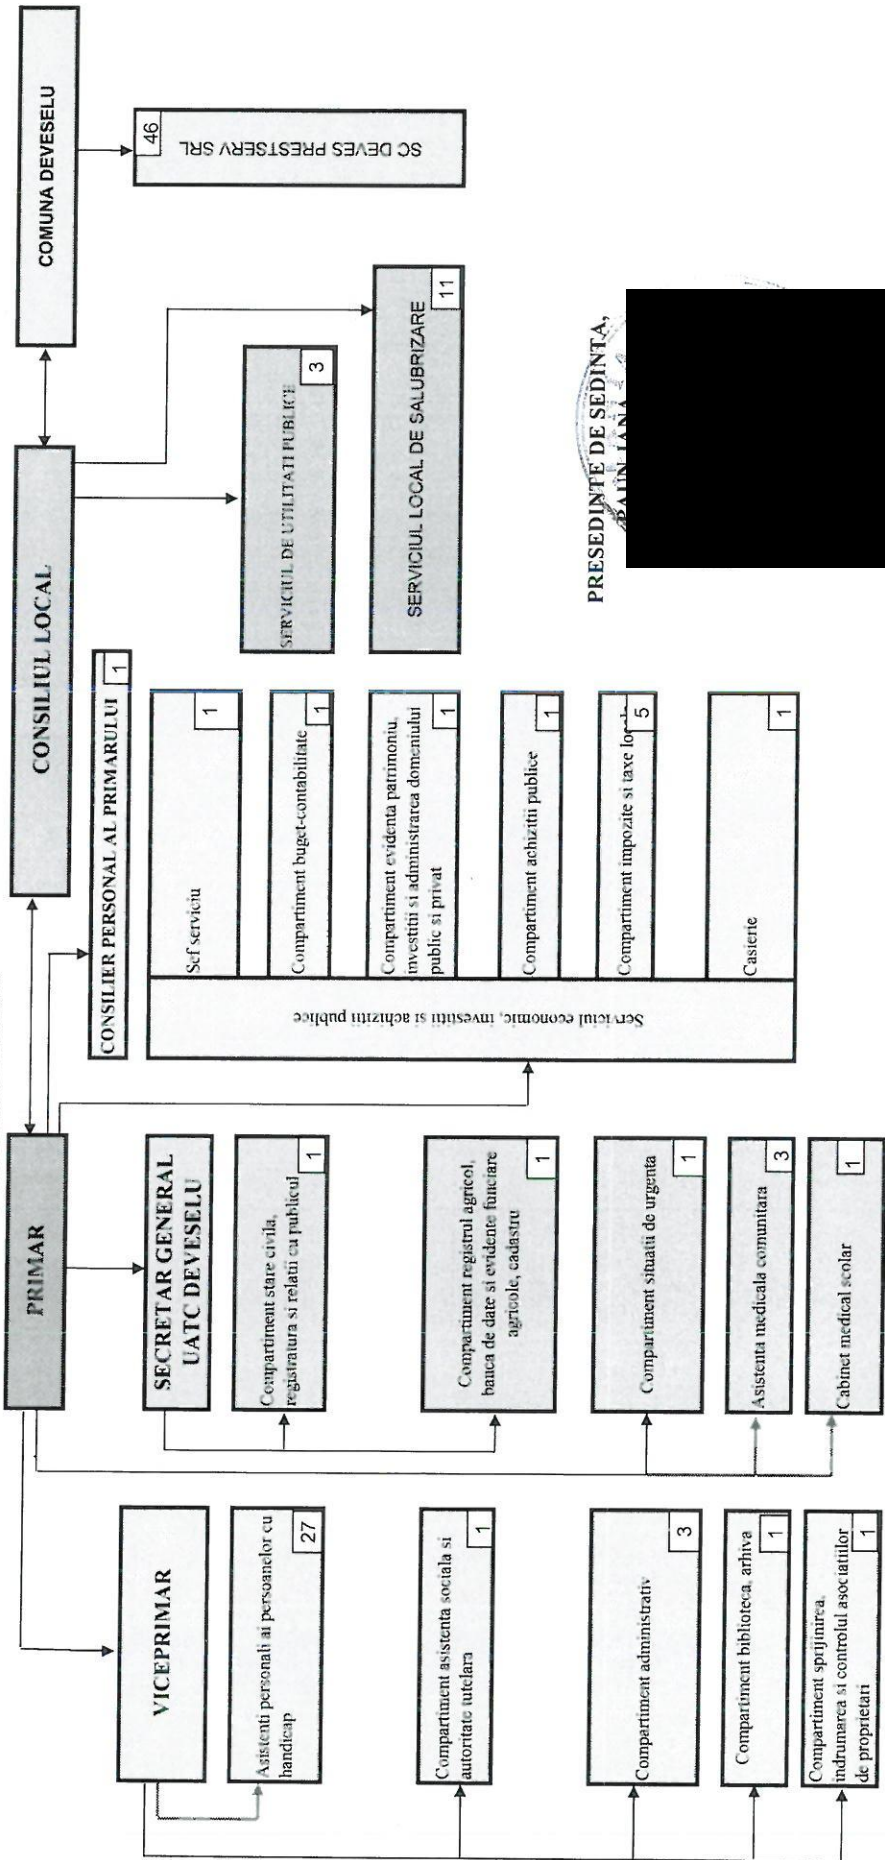 PRIMAR
CONSILIUL LOCAL
COMUNA DEVESELU
VICEPRIMAR
Asistenti personali ai persoanelor cu
handicap
27
Compartiment asistenta sociala si
autoritate tutelara
1
Compartiment administrativ
3
Compartiment biblioteca, arhiva
1
Compartiment sprijinirea,
indrumarea si controlul asociatiilor
de proprietari
1
SECRETAR GENERAL
UATC DEVESELU
Compartiment stare civila,
registratura si relatii cu publicul
1
Compartiment registrul agricol,
banca de date si evidente funciare
agricole, cadastru
1
Compartiment situatii de urgenta
1
Asistenta medicala comunitara
3
Cabinet medical scolar
1
CONSILIER PERSONAL AL PRIMARULUI
1
Serviciul economic, investitii si achizitii publice
Sef serviciu
1
Compartiment buget-contabilitate
1
Compartiment evidenta patrimoniu,
investitii si administrarea domeniului
public si privat
1
Compartiment achizitii publice
1
Compartiment impozite si taxe
5
Casierie
1
SERVICIUL DE UTILITATI PUBLICE
3
SERVICIUL LOCAL DE SALUBRIZARE
11
SC DEVES PRESTSERV SRL
46
PRESEDINTE DE SEDINTA,